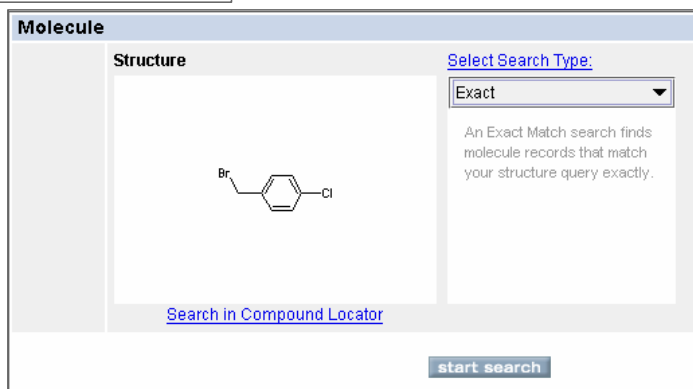 Molecule
Structure
Select Search Type:
Exact
An Exact Match search finds
molecule records that match
your structure query exactly.
Br
Cl
Search in Compound Locator
start search